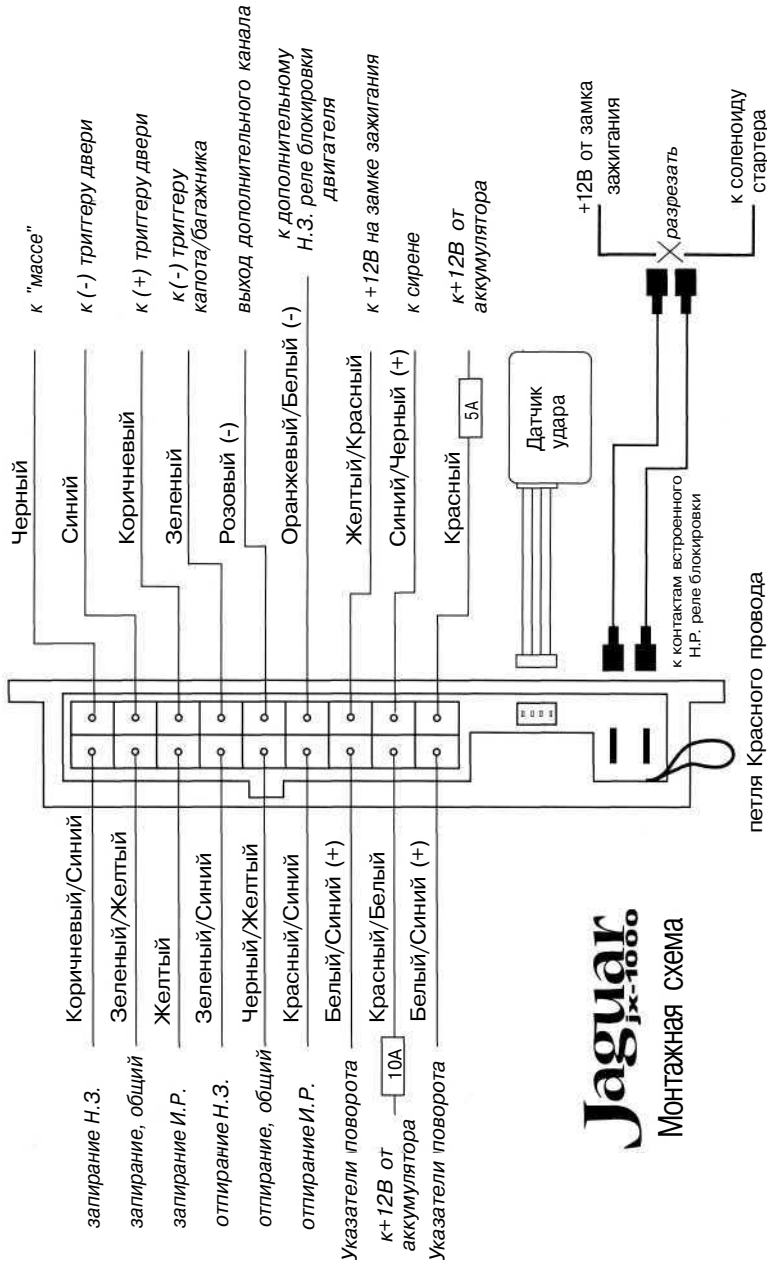 Черный
к "массе"
Синий
к (-) триггеру двери
Коричневый
к (+) триггеру двери
Зеленый
к (-) триггеру
капота/багажника
Розовый (-)
выход дополнительного канала
Оранжевый/Белый (-)
к дополнительному
Н.З. реле блокировки
двигателя
Желтый/Красный
к +12В на замке зажигания
Синий/Черный (+)
к сирене
Красный
5А
к+12В от
аккумулятора
Датчик
удара
к контактам встроенного
Н.Р. реле блокировки
+12В от замка
зажигания
разрезать
к соленоиду
стартера
петля Красного провода
запирание Н.З.
Коричневый/Синий
запирание, общий
Зеленый/Желтый
запирание И.Р.
Желтый
отпирание Н.З.
Зеленый/Синий
отпирание, общий
Черный/Желтый
отпирание И.Р.
Красный/Синий
Указатели поворота
Белый/Синий (+)
к+12В от
аккумулятора
10А
Красный/Белый
Указатели поворота
Белый/Синий (+)
Jaguar
jx-1000
Монтажная схема